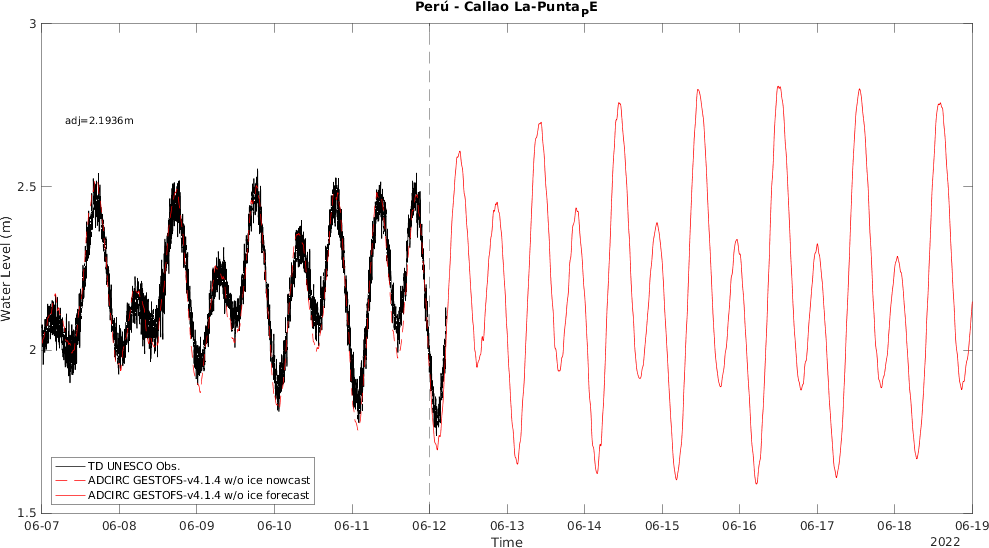 Perú - Callao La-PuntaPE
3
adj=2.1936m
2.5
Water Level (m)
2
TD UNESCO Obs.
ADCIRC GESTOFS-v4.1.4 w/o ice nowcast
ADCIRC GESTOFS-v4.1.4 w/o ice forecast
1.5
06-07 06-08 06-09 06-10 06-11 06-12 06-13 06-14 06-15 06-16 06-17 06-18 06-19
Time
2022